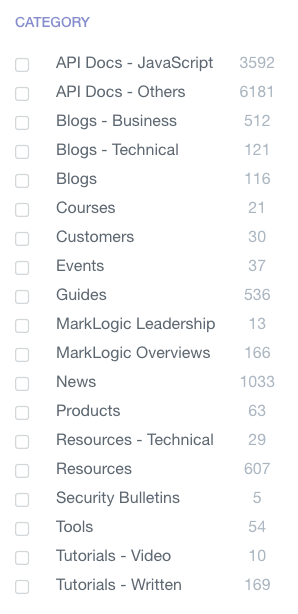 CATEGORY
API Docs - JavaScript 3592
API Docs - Others 6181
Blogs - Business 512
Blogs - Technical 121
Blogs 116
Courses 21
Customers 30
Events 37
Guides 536
MarkLogic Leadership 13
MarkLogic Overviews 166
News 1033
Products 63
Resources - Technical 29
Resources 607
Security Bulletins 5
Tools 54
Tutorials - Video 10
Tutorials - Written 169